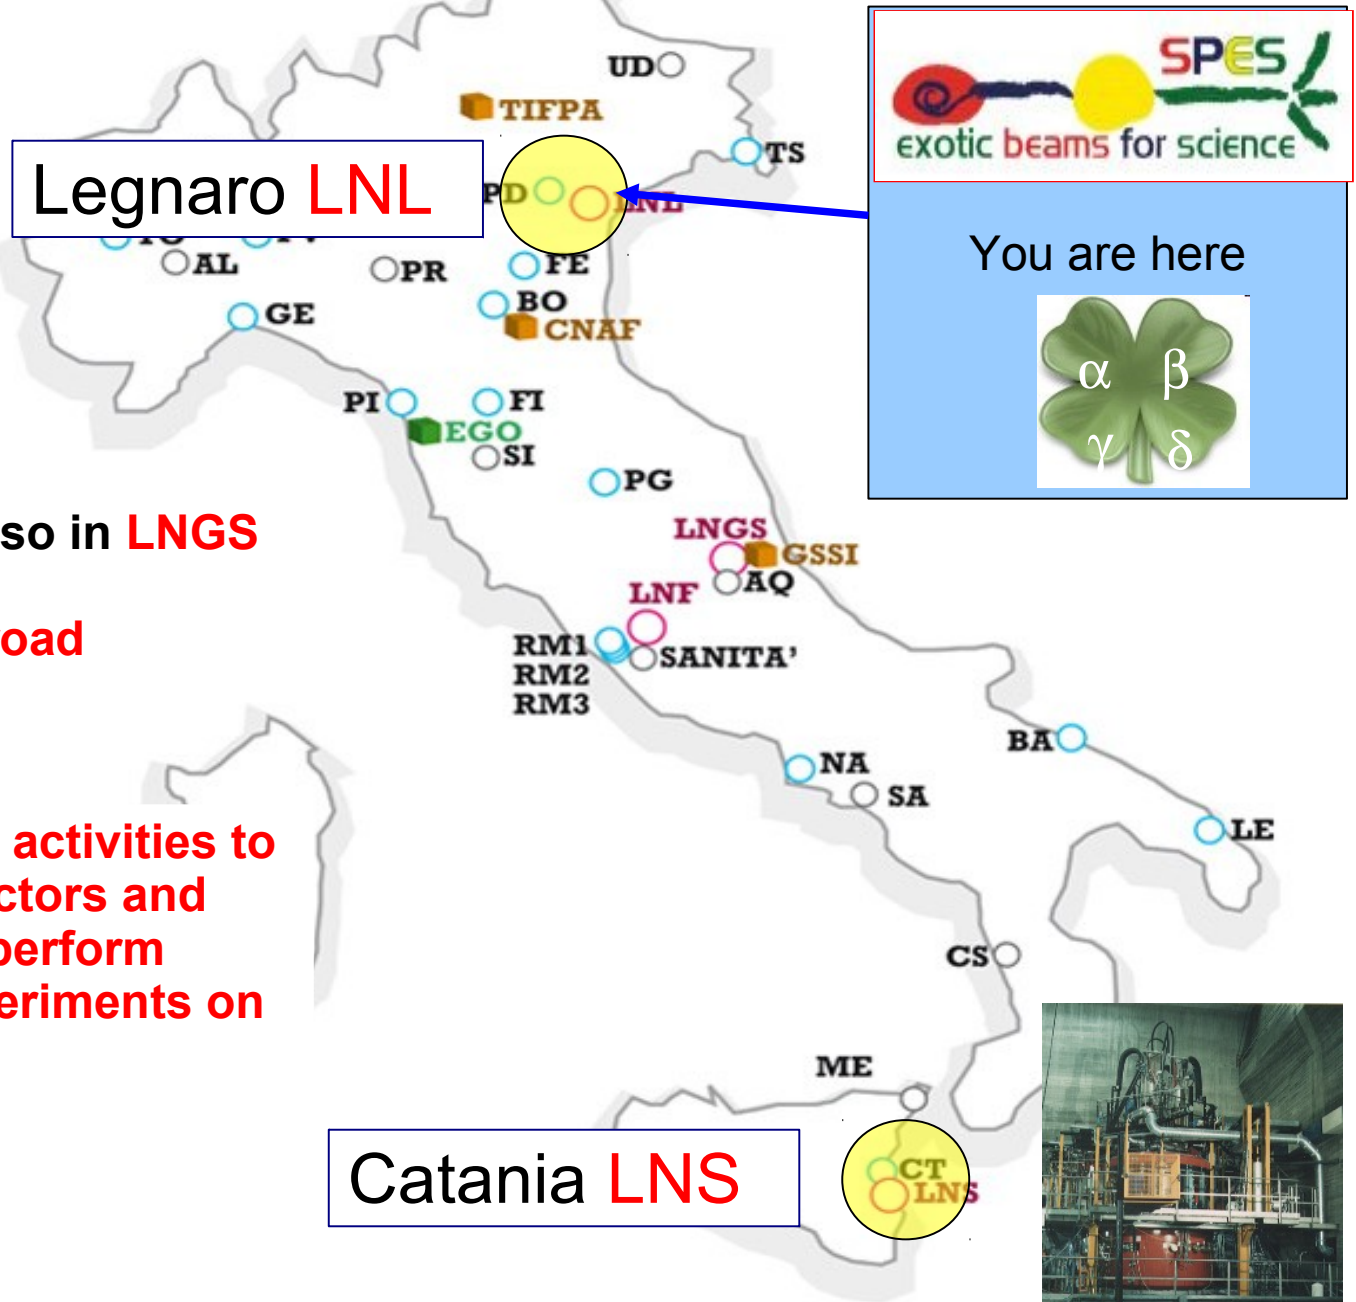 UD
SPES
exotic beams for science
TIFPA
TS
Legnaro LNL
PD
LNL
You are here
AL
PR
FE
BO
CNAF
GE
α β
γ δ
PI
FI
EGO
SI
PG
so in LNGS
LNGS
GSSI
AQ
LNF
oad
RM1
SANITA'
RM2
RM3
BA
NA
SA
LE
activities to
ctors and
perform
eriments on
CS
ME
Catania LNS
CT
LNS